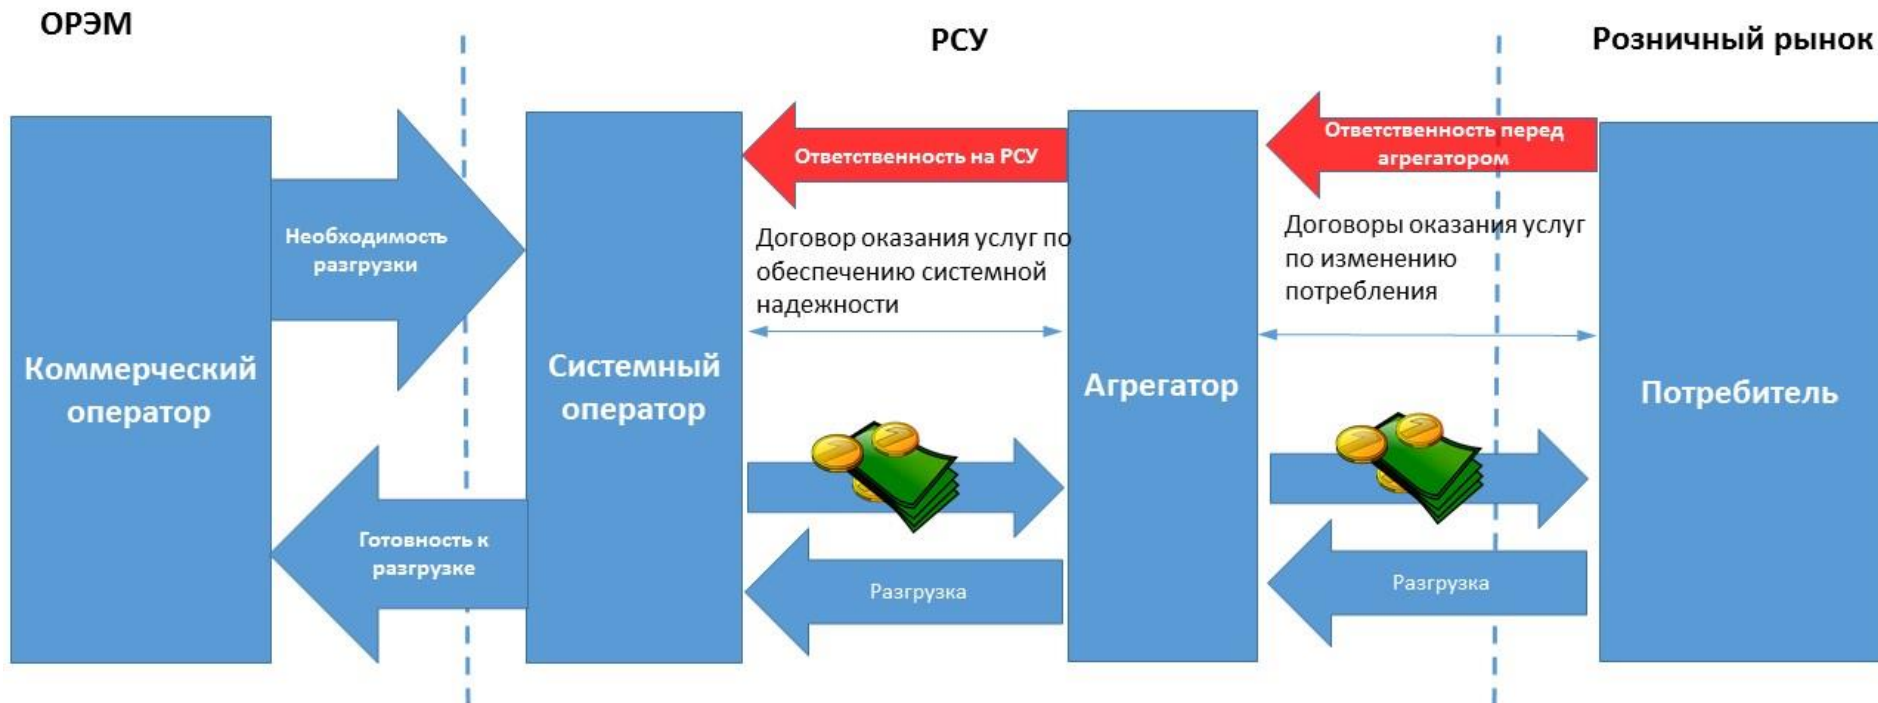 ОРЭМ
РСУ
Розничный рынок
Коммерческий
оператор
Необходимость
разгрузки
Готовность к
разгрузке
Системный
оператор
Ответственность на РСУ
Договор оказания услуг по
обеспечению системной
надежности
Разгрузка
Агрегатор
Ответственность перед
агрегатором
Договоры оказания услуг
по изменению
потребления
Разгрузка
Потребитель